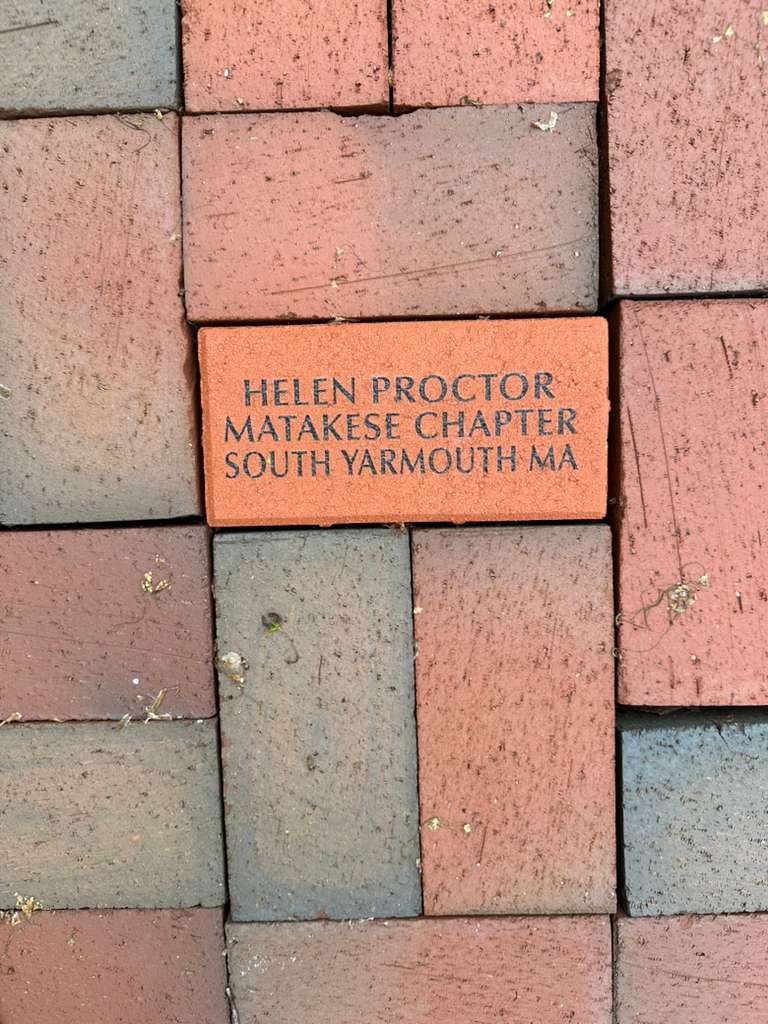 HELEN PROCTOR
MATAKESE CHAPTER
SOUTH YARMOUTH MA